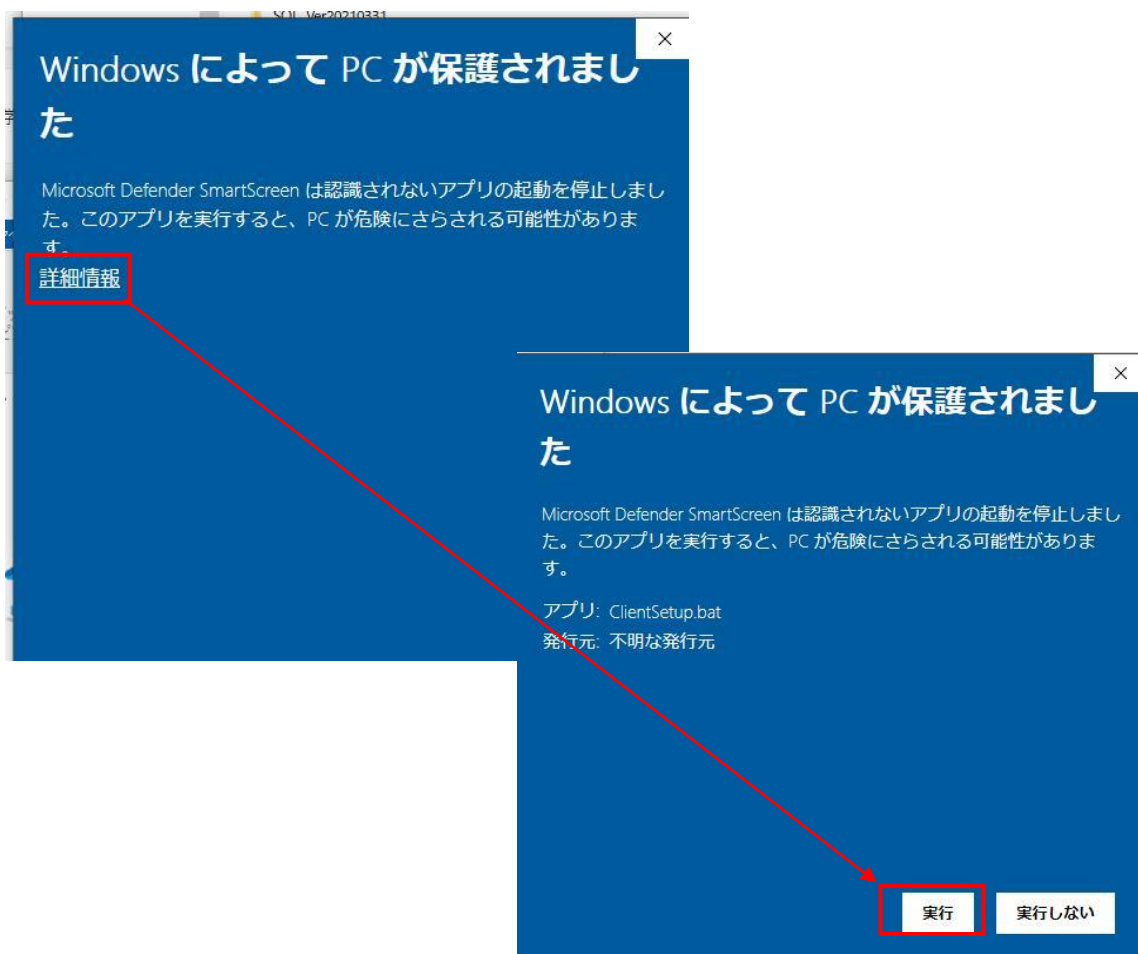 SQL_Ver20210331
Windows によって PC が保護されまし
た
Microsoft Defender SmartScreen は認識されないアプリの起動を停止しまし
た。このアプリを実行すると、PC が危険にさらされる可能性がありま
す。
詳細情報
Windows によって PC が保護されまし
た
Microsoft Defender SmartScreen は認識されないアプリの起動を停止しまし
た。このアプリを実行すると、PC が危険にさらされる可能性がありま
す。
アプリ: ClientSetup.bat
発行元: 不明な発行元
実行
実行しない